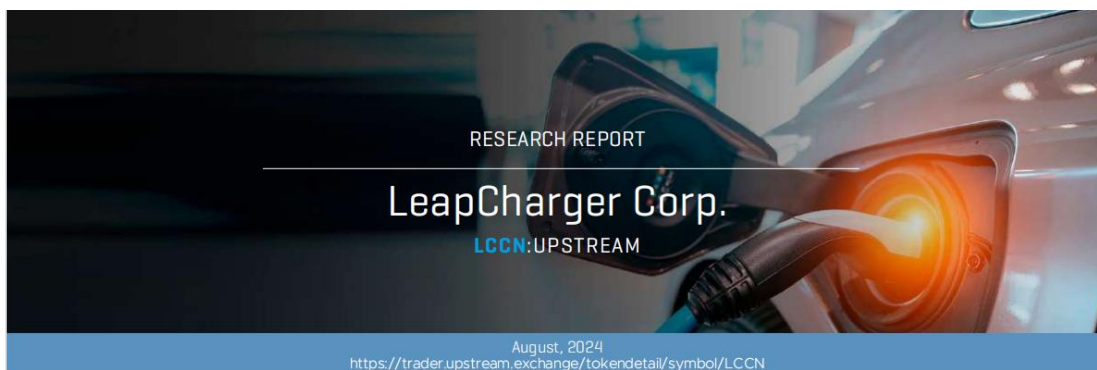 RESEARCH REPORT
LeapCharger Corp.
LCCN:UPSTREAM
August, 2024
https://trader.upstream.exchange/tokendetail/symbol/LCCN